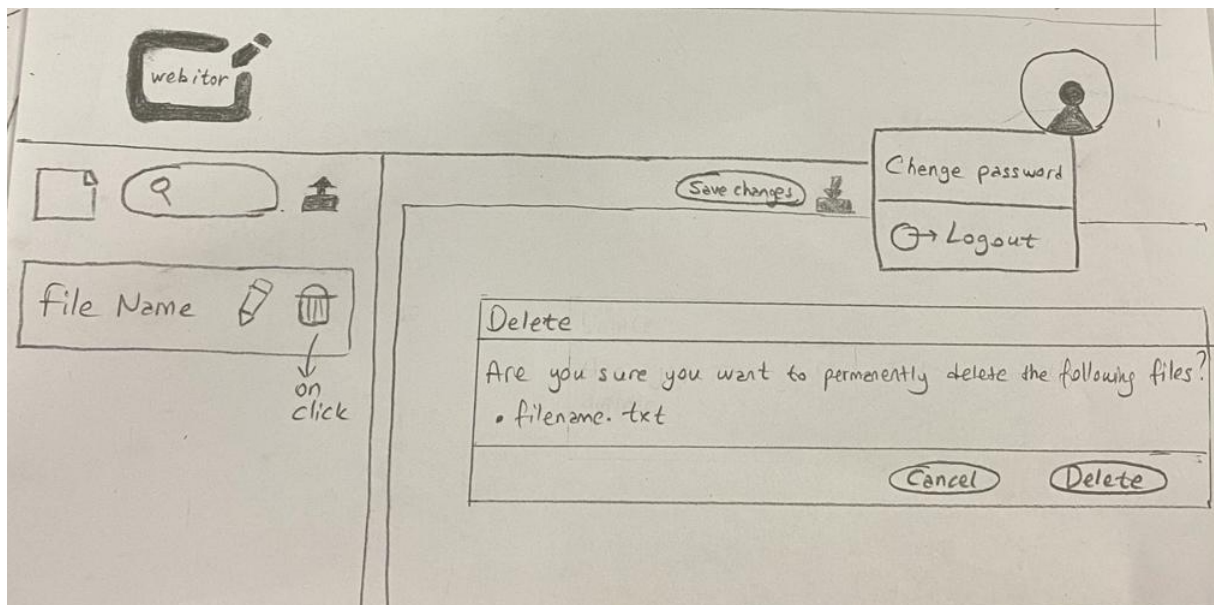 webitor
Save changes
Chenge password
Logout
File Name
on
click
Delete
Are you sure you want to permenently delete the following files?
• filename.txt
Cancel
Delete